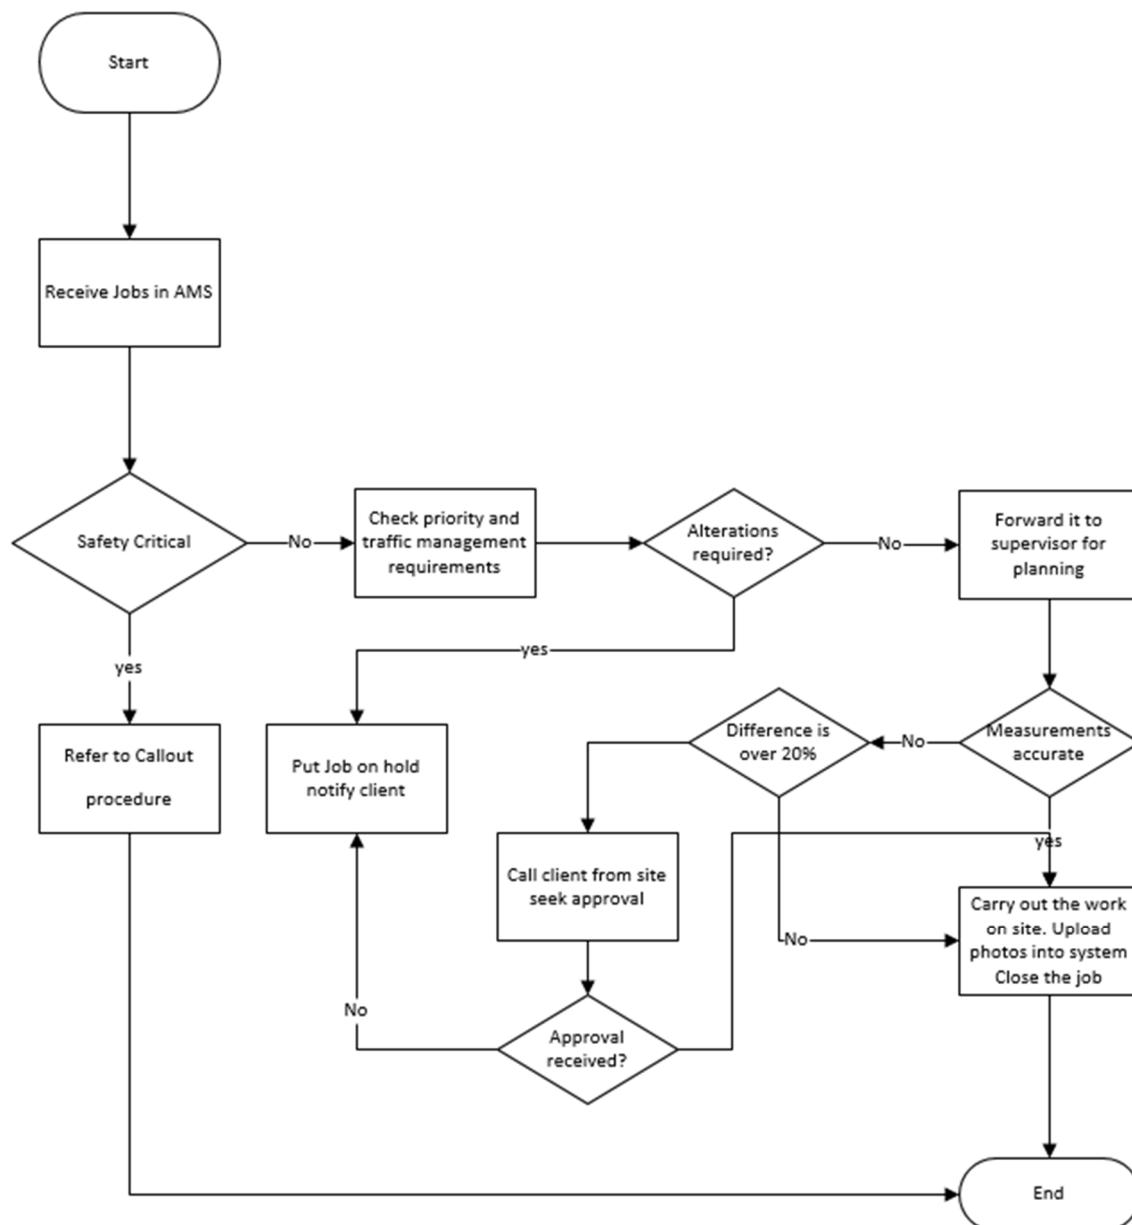 Start
Receive Jobs in AMS
Safety Critical
No
Check priority and
traffic management
requirements
Alterations
required?
No
Forward it to
supervisor for
planning
yes
yes
Refer to Callout
procedure
Put Job on hold
notify client
Difference is
over 20%
No
Measurements
accurate
yes
Call client from site
seek approval
Carry out the work
on site. Upload
photos into system
Close the job
No
No
Approval
received?
End